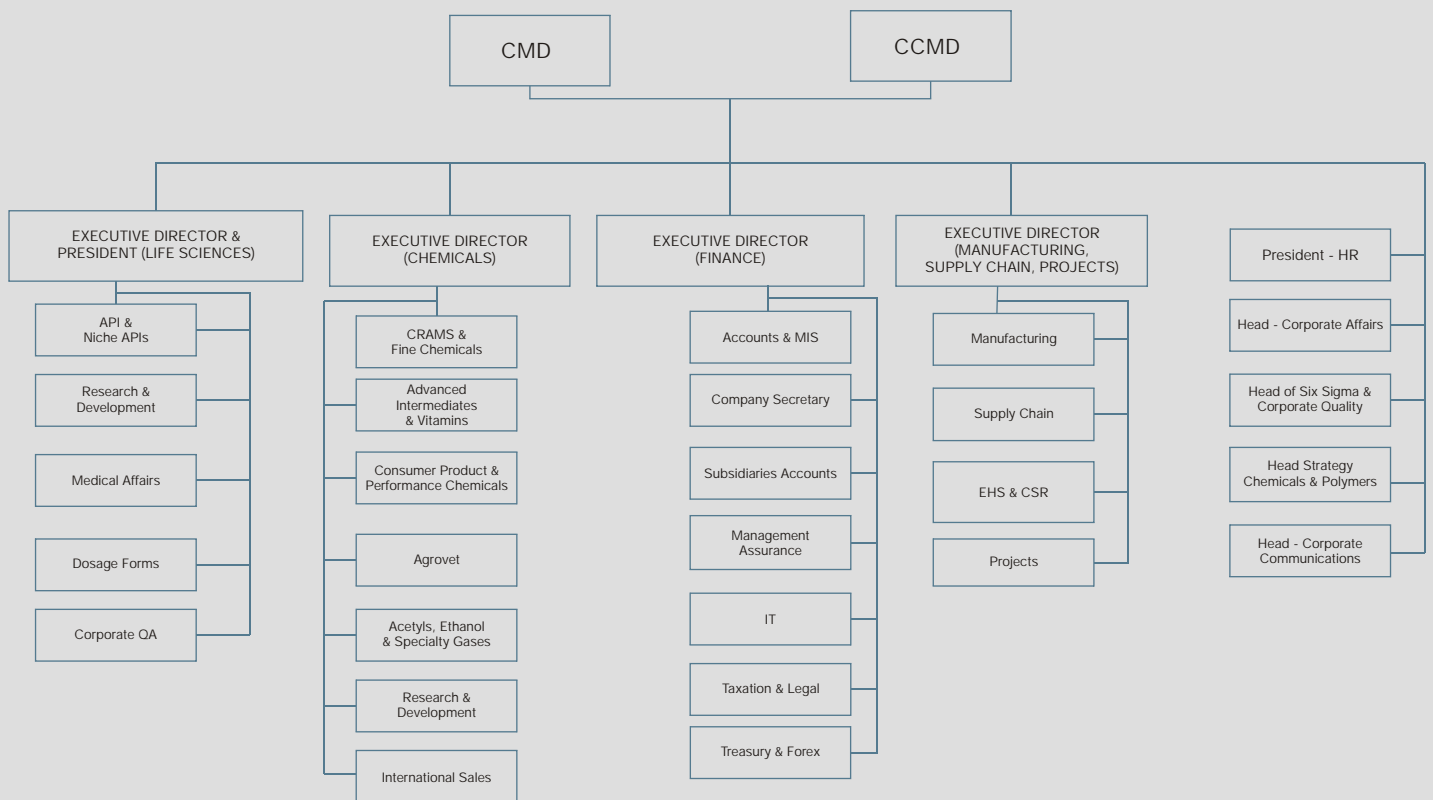 CMD
CCMD
EXECUTIVE DIRECTOR &
PRESIDENT (LIFE SCIENCES)
API &
Niche APIs
Research &
Development
Medical Affairs
Dosage Forms
Corporate QA
EXECUTIVE DIRECTOR
(CHEMICALS)
CRAMS &
Fine Chemicals
Advanced
Intermediates
& Vitamins
Consumer Product &
Performance Chemicals
Agrovet
Acetyls, Ethanol
& Specialty Gases
Research &
Development
International Sales
EXECUTIVE DIRECTOR
(FINANCE)
Accounts & MIS
Company Secretary
Subsidiaries Accounts
Management
Assurance
IT
Taxation & Legal
Treasury & Forex
EXECUTIVE DIRECTOR
(MANUFACTURING,
SUPPLY CHAIN, PROJECTS)
Manufacturing
Supply Chain
EHS & CSR
Projects
President - HR
Head - Corporate Affairs
Head of Six Sigma &
Corporate Quality
Head Strategy
Chemicals & Polymers
Head - Corporate
Communications